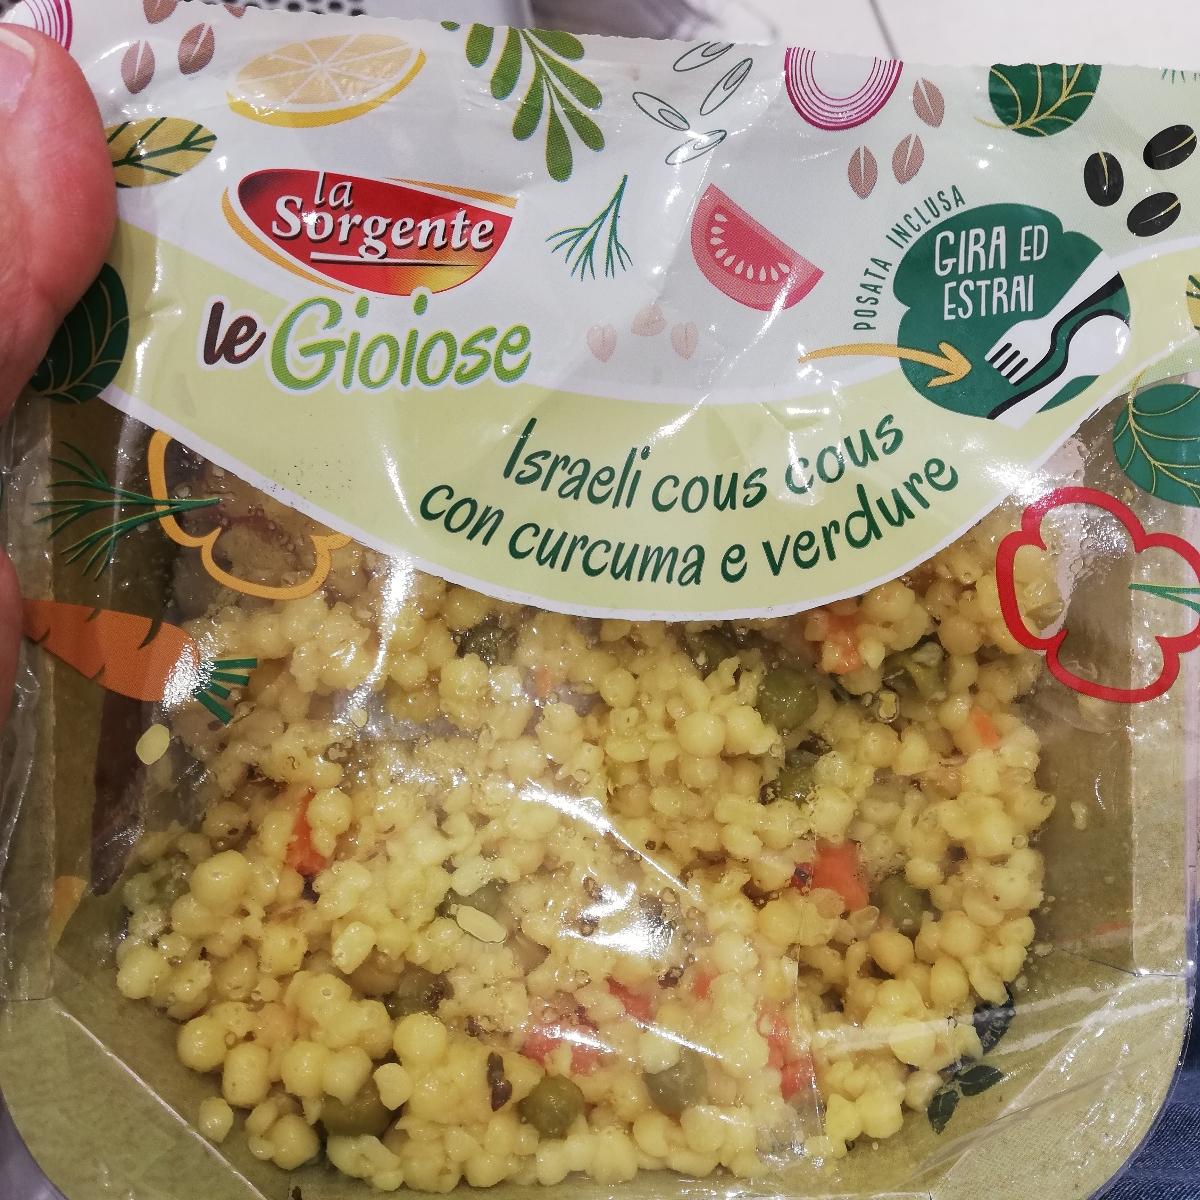 la
Sorgente
le Gioiose
POSATA INCLUSA
GIRA ED
ESTRAI
Israeli cous cous
con curcuma e verdure